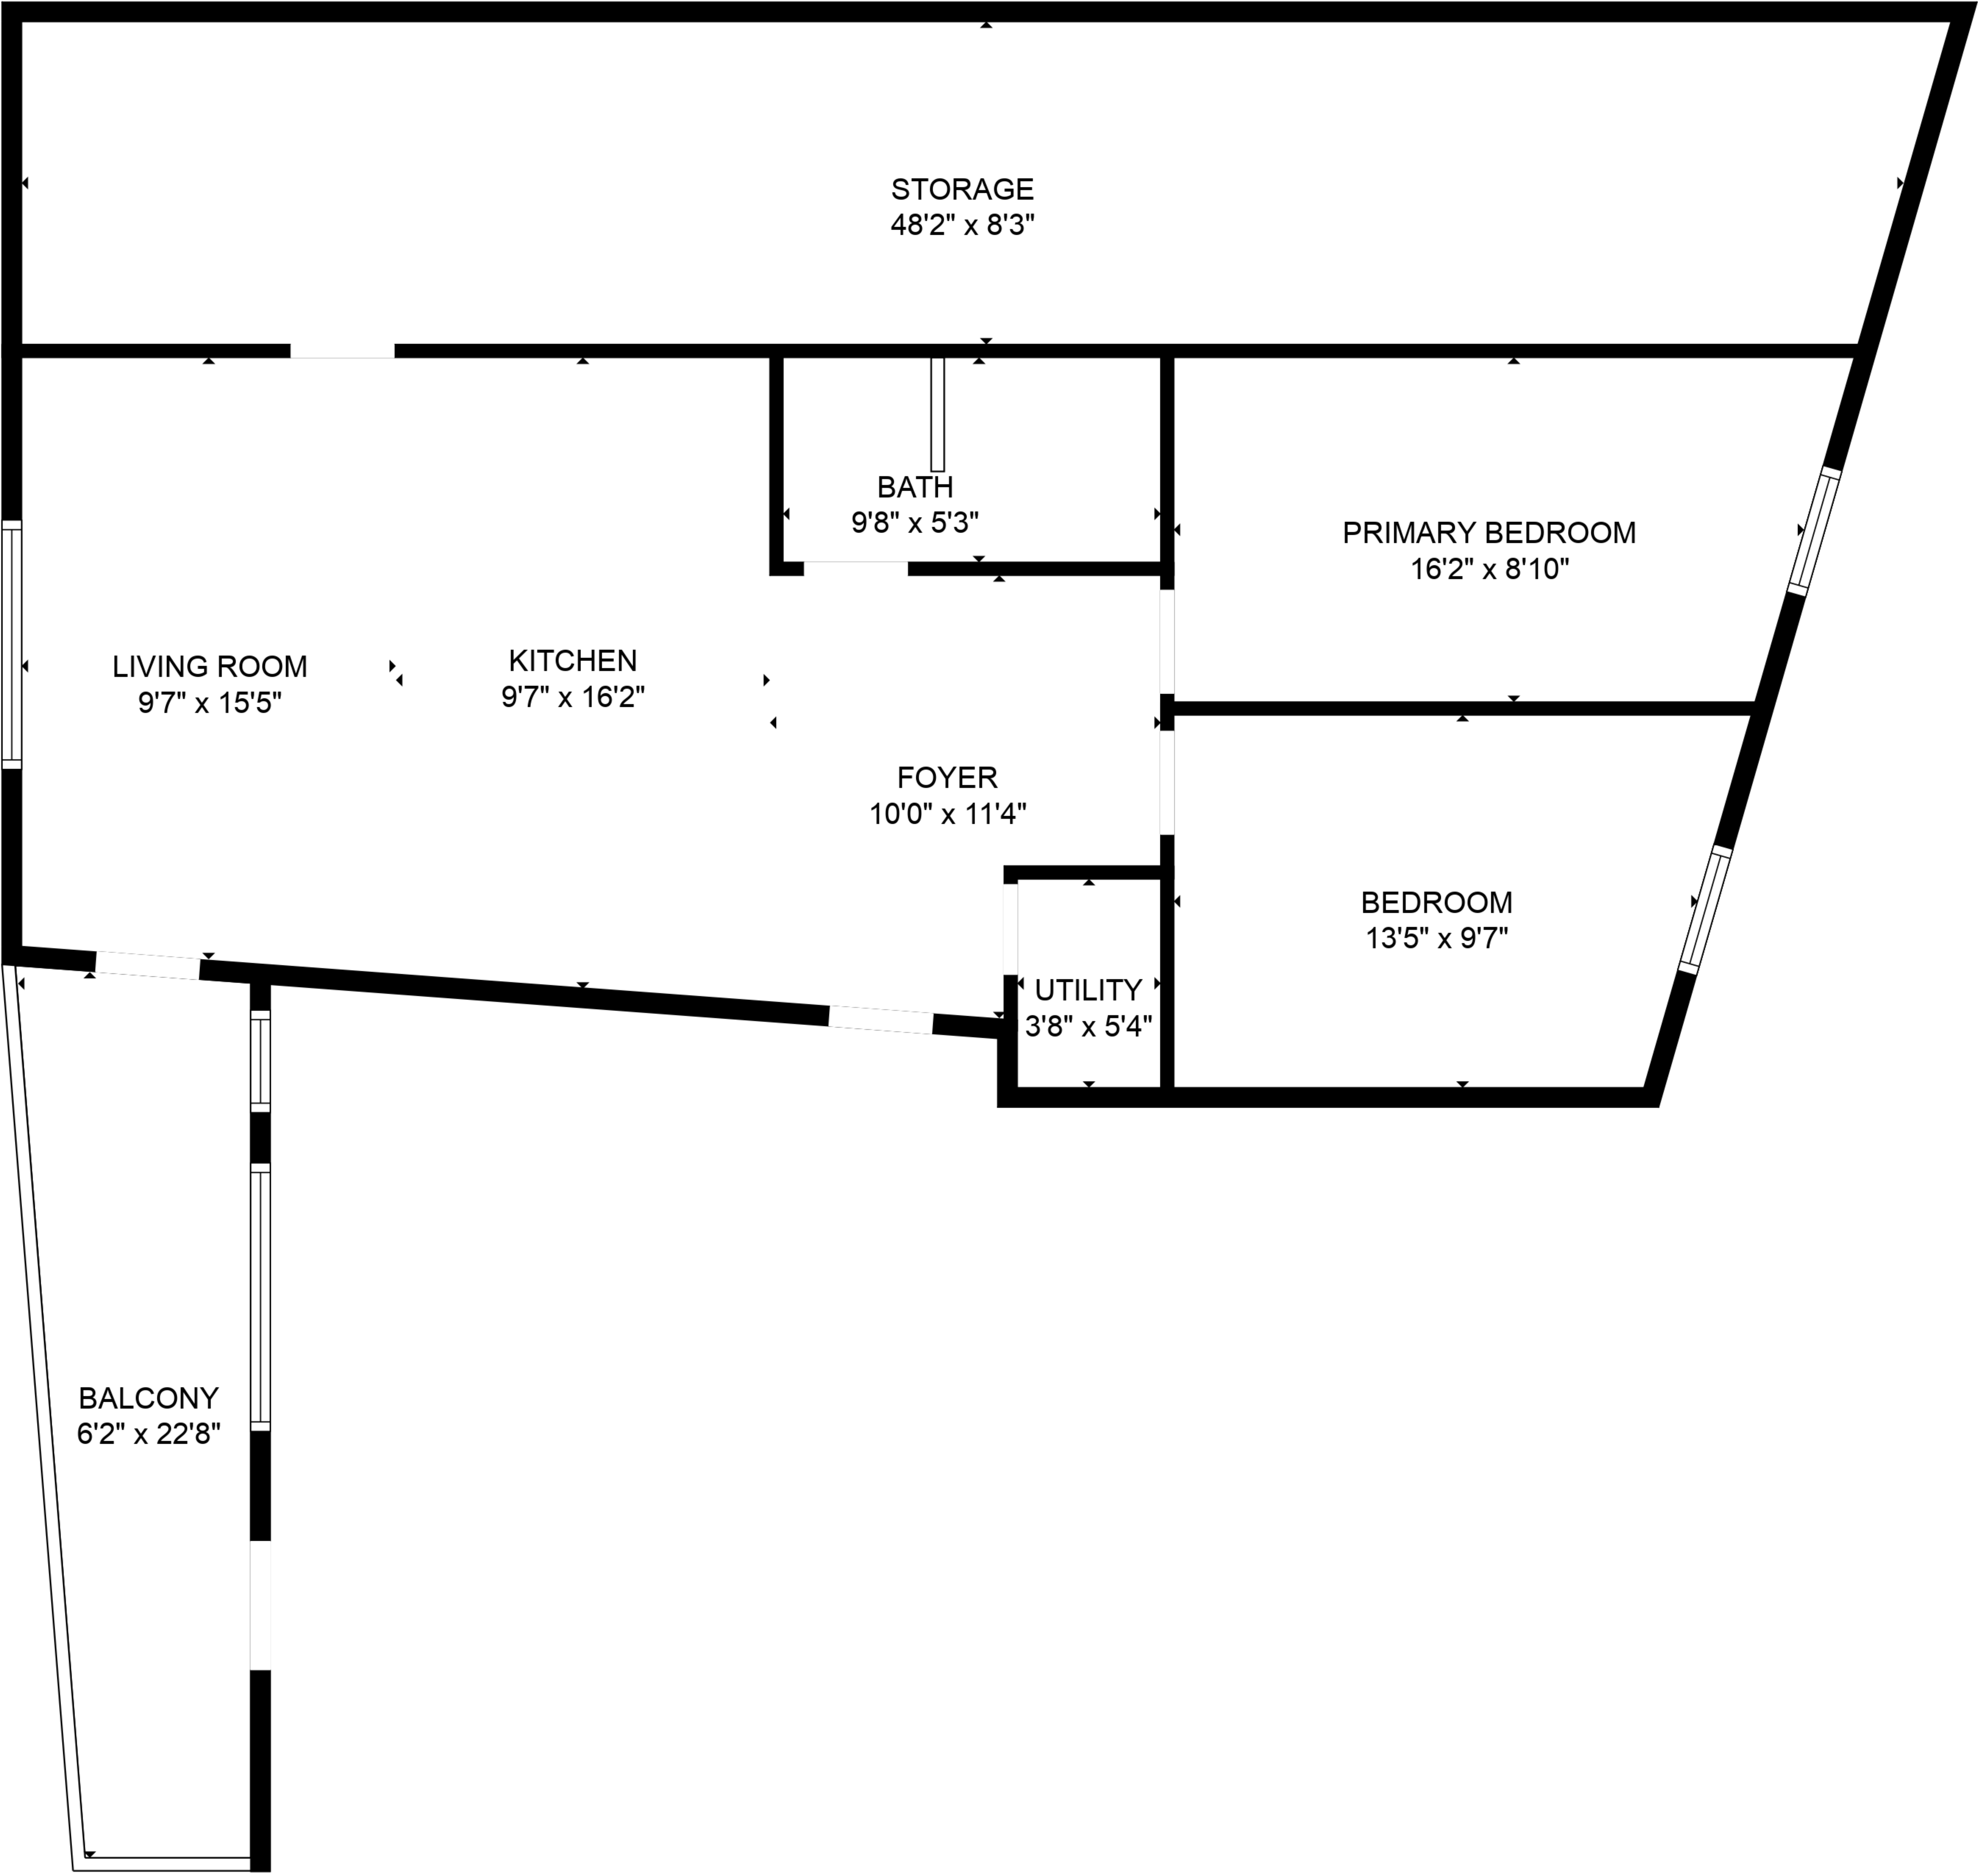 STORAGE
48'2" x 8'3"
BATH
9'8" x 5'3"
PRIMARY BEDROOM
16'2" x 8'10"
LIVING ROOM
9'7" x 15'5"
KITCHEN
9'7" x 16'2"
FOYER
10'0" x 11'4"
BEDROOM
13'5" x 9'7"
UTILITY
3'8" x 5'4"
BALCONY
6'2" x 22'8"